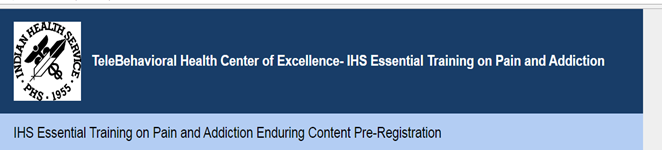 INDIAN HEALTH SERVICE
PHS · 1955
TeleBehavioral Health Center of Excellence- IHS Essential Training on Pain and Addiction
IHS Essential Training on Pain and Addiction Enduring Content Pre-Registration